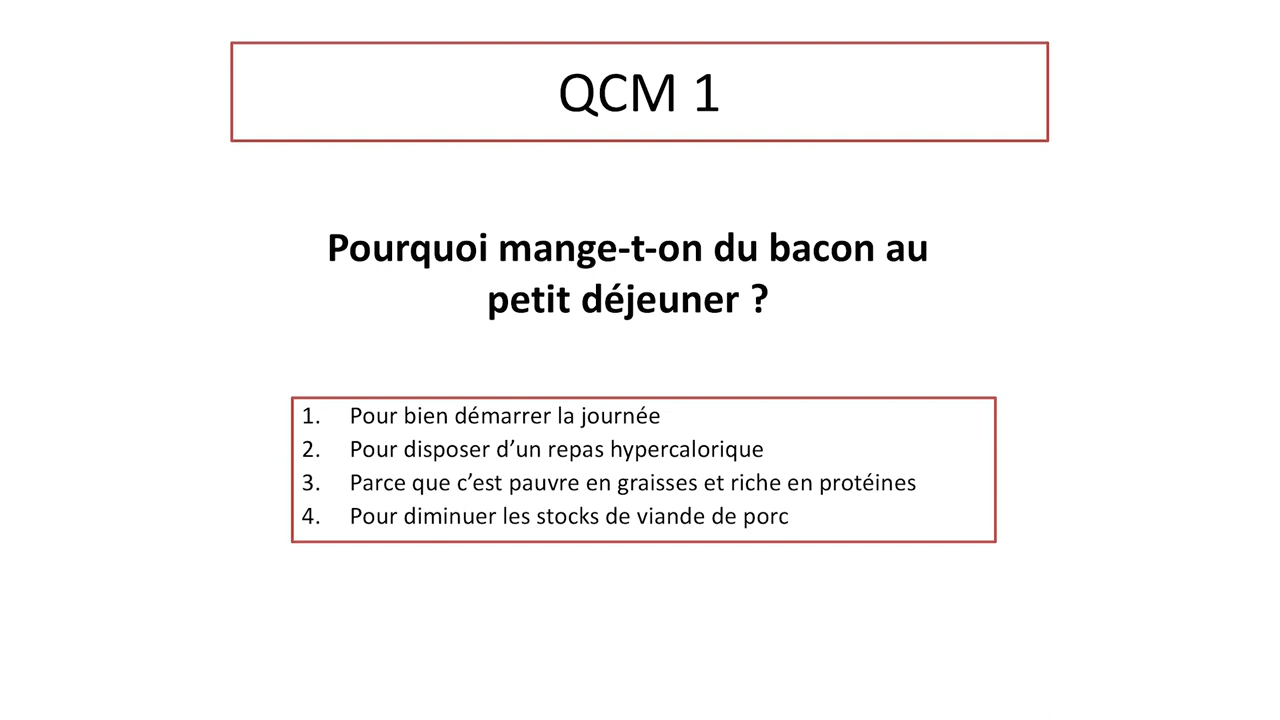 QCM 1
Pourquoi mange-t-on du bacon au
petit déjeuner ?
1. Pour bien démarrer la journée
2. Pour disposer d’un repas hypercalorique
3. Parce que c’est pauvre en graisses et riche en protéines
4. Pour diminuer les stocks de viande de porc